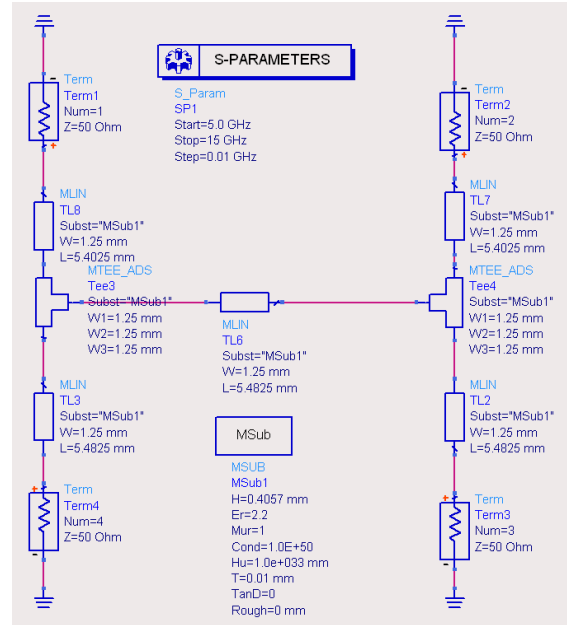 S-PARAMETERS
S_Param
SP1
Start=5.0 GHz
Stop=15 GHz
Step=0.01 GHz
Term
Term1
Num=1
Z=50 Ohm
Term
Term2
Num=2
Z=50 Ohm
MLIN
TL8
Subst="MSub1"
W=1.25 mm
L=5.4025 mm
MLIN
TL7
Subst="MSub1"
W=1.25 mm
L=5.4025 mm
MTEE_ADS
Tee3
Subst="MSub1"
W1=1.25 mm
W2=1.25 mm
W3=1.25 mm
MLIN
TL6
Subst="MSub1"
W=1.25 mm
L=5.4825 mm
MTEE_ADS
Tee4
Subst="MSub1"
W1=1.25 mm
W2=1.25 mm
W3=1.25 mm
MLIN
TL3
Subst="MSub1"
W=1.25 mm
L=5.4825 mm
MLIN
TL2
Subst="MSub1"
W=1.25 mm
L=5.4825 mm
MSub
MSUB
MSub1
H=0.4057 mm
Er=2.2
Mur=1
Cond=1.0E+50
Hu=1.0e+033 mm
T=0.01 mm
TanD=0
Rough=0 mm
Term
Term4
Num=4
Z=50 Ohm
Term
Term3
Num=3
Z=50 Ohm